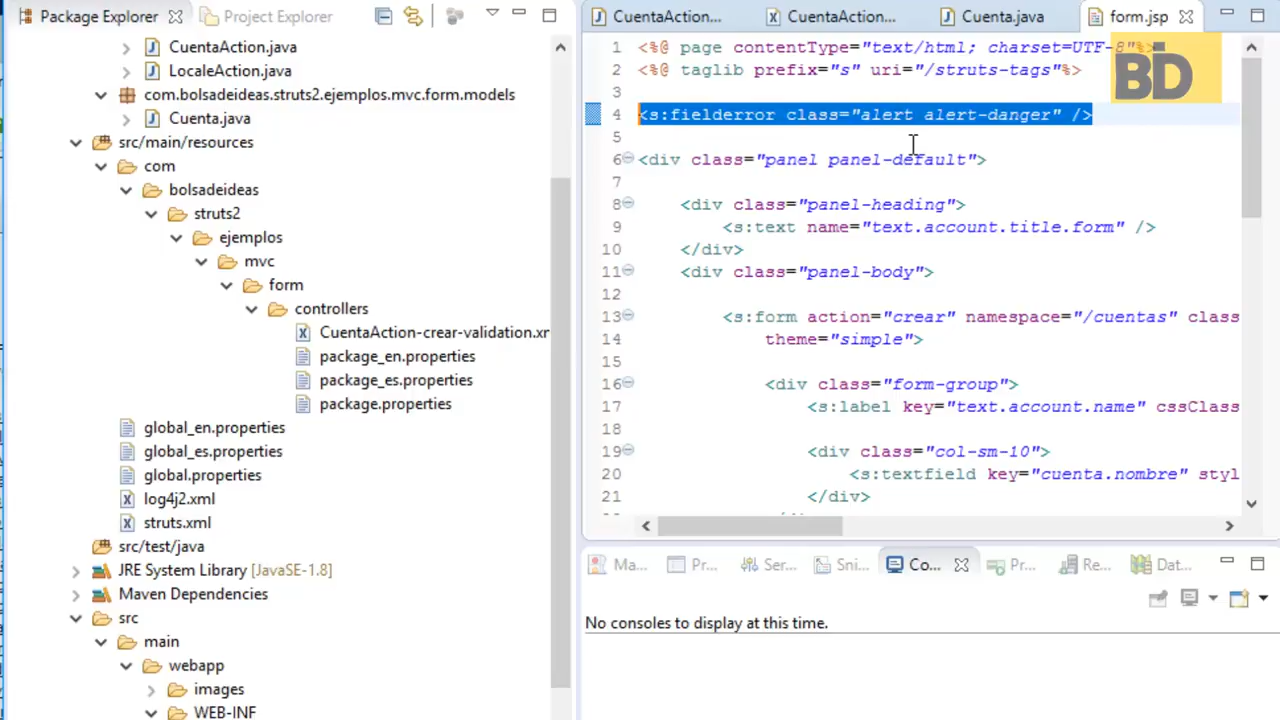 Package Explorer
Project Explorer
CuentaAction.java
LocaleAction.java
com.bolsadeideas.struts2.ejemplos.mvc.form.models
Cuenta.java
src/main/resources
com
bolsadeideas
struts2
ejemplos
mvc
form
controllers
CuentaAction-crear-validation.xr
package_en.properties
package_es.properties
package.properties
global_en.properties
global_es.properties
global.properties
log4j2.xml
struts.xml
src/test/java
JRE System Library [JavaSE-1.8]
Maven Dependencies
src
main
webapp
images
WEB-INF
CuentaAction... CuentaAction... Cuenta.java form.jsp
BD
1 <%@ page contentType="text/html; charset=UTF-8"%>
2 <%@ taglib prefix="s" uri="/struts-tags"%>
3
4 <s:fielderror class="alert alert-danger" />
5
6 <div class="panel panel-default">
7
8 <div class="panel-heading">
9 <s:text name="text.account.title.form" />
10 </div>
11 <div class="panel-body">
12
13 <s:form action="crear" namespace="/cuentas" class
14 theme="simple">
15
16 <div class="form-group">
17 <s:label key="text.account.name" cssClass
18
19 <div class="col-sm-10">
20 <s:textfield key="cuenta.nombre" styl
21 </div>
Ma... Pr... Ser... Sni... Co... Pr... Re... Dat...
No consoles to display at this time.